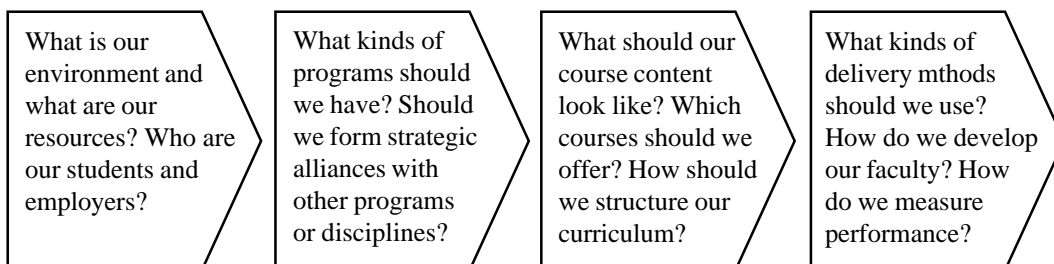 What is our
environment and
what are our
resources? Who are
our students and
employers?
What kinds of
programs should
we have? Should
we form strategic
alliances with
other programs
or disciplines?
What should our
course content
look like? Which
courses should we
offer? How should
we structure our
curriculum?
What kinds of
delivery mthods
should we use?
How do we develop
our faculty? How
do we measure
performance?